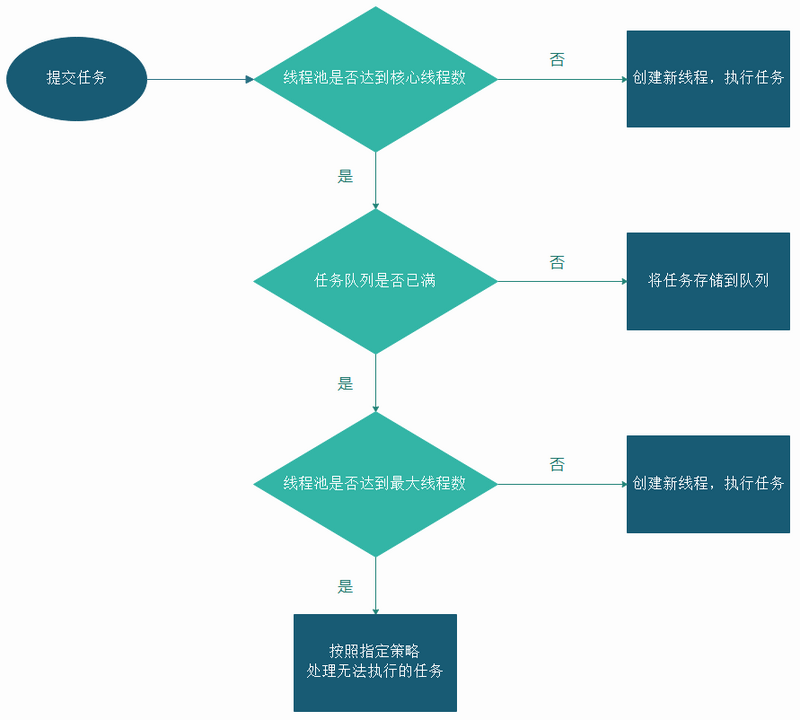 提交任务
线程池是否达到核心线程数
否
创建新线程，执行任务
是
任务队列是否已满
否
将任务存储到队列
是
线程池是否达到最大线程数
否
创建新线程，执行任务
是
按照指定策略
处理无法执行的任务